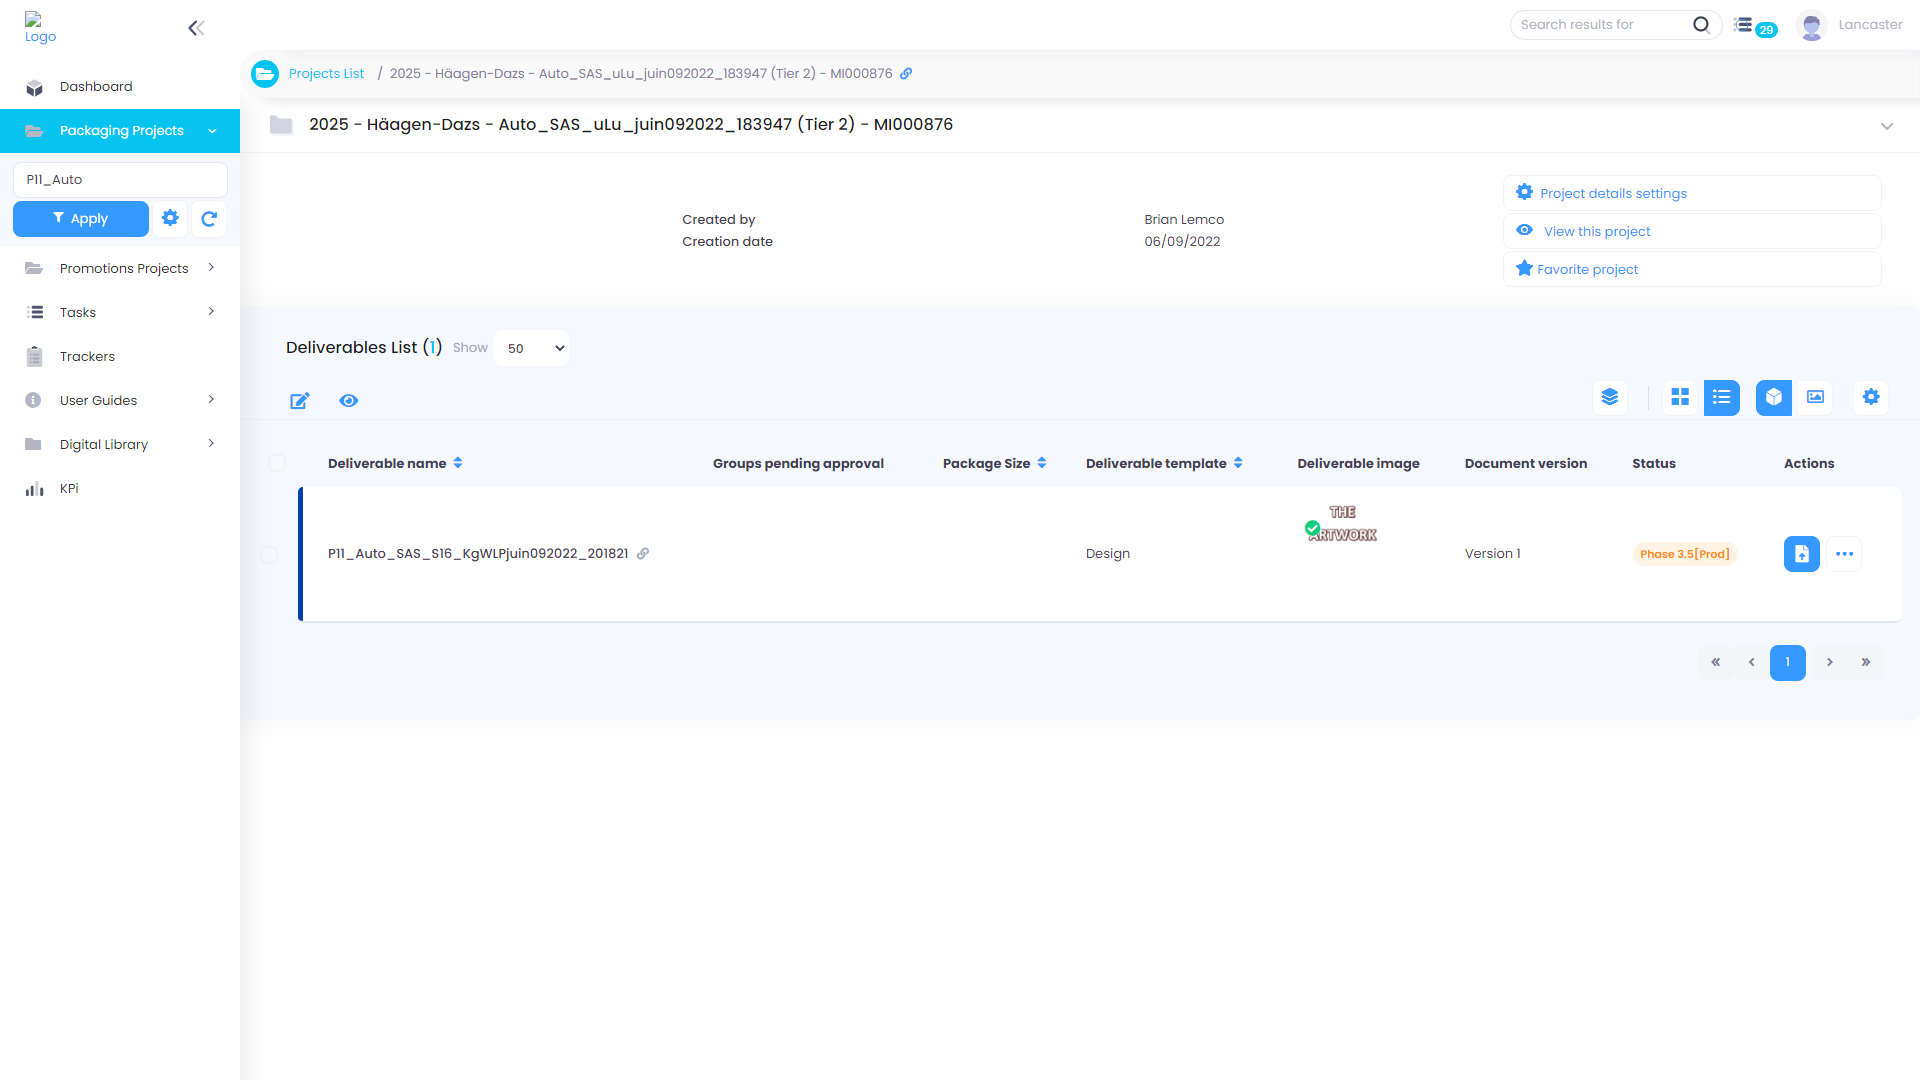 Logo
Search results for
29
Lancaster
Dashboard
Packaging Projects
P11_Auto
Apply
Promotions Projects
Tasks
Trackers
User Guides
Digital Library
KPi
Projects List / 2025 - Häagen-Dazs - Auto_SAS_uLu_juin092022_183947 (Tier 2) - MI000876
2025 - Häagen-Dazs - Auto_SAS_uLu_juin092022_183947 (Tier 2) - MI000876
Created by Brian Lemco
Creation date 06/09/2022
Project details settings
View this project
Favorite project
Deliverables List (1) Show 50
Deliverable name Groups pending approval Package Size Deliverable template Deliverable image Document version Status Actions
THE
ARTWORK
P11_Auto_SAS_S16_KgWLPjuin092022_201821 Design Version 1 Phase 3.5[Prod]
« ‹ 1 › »